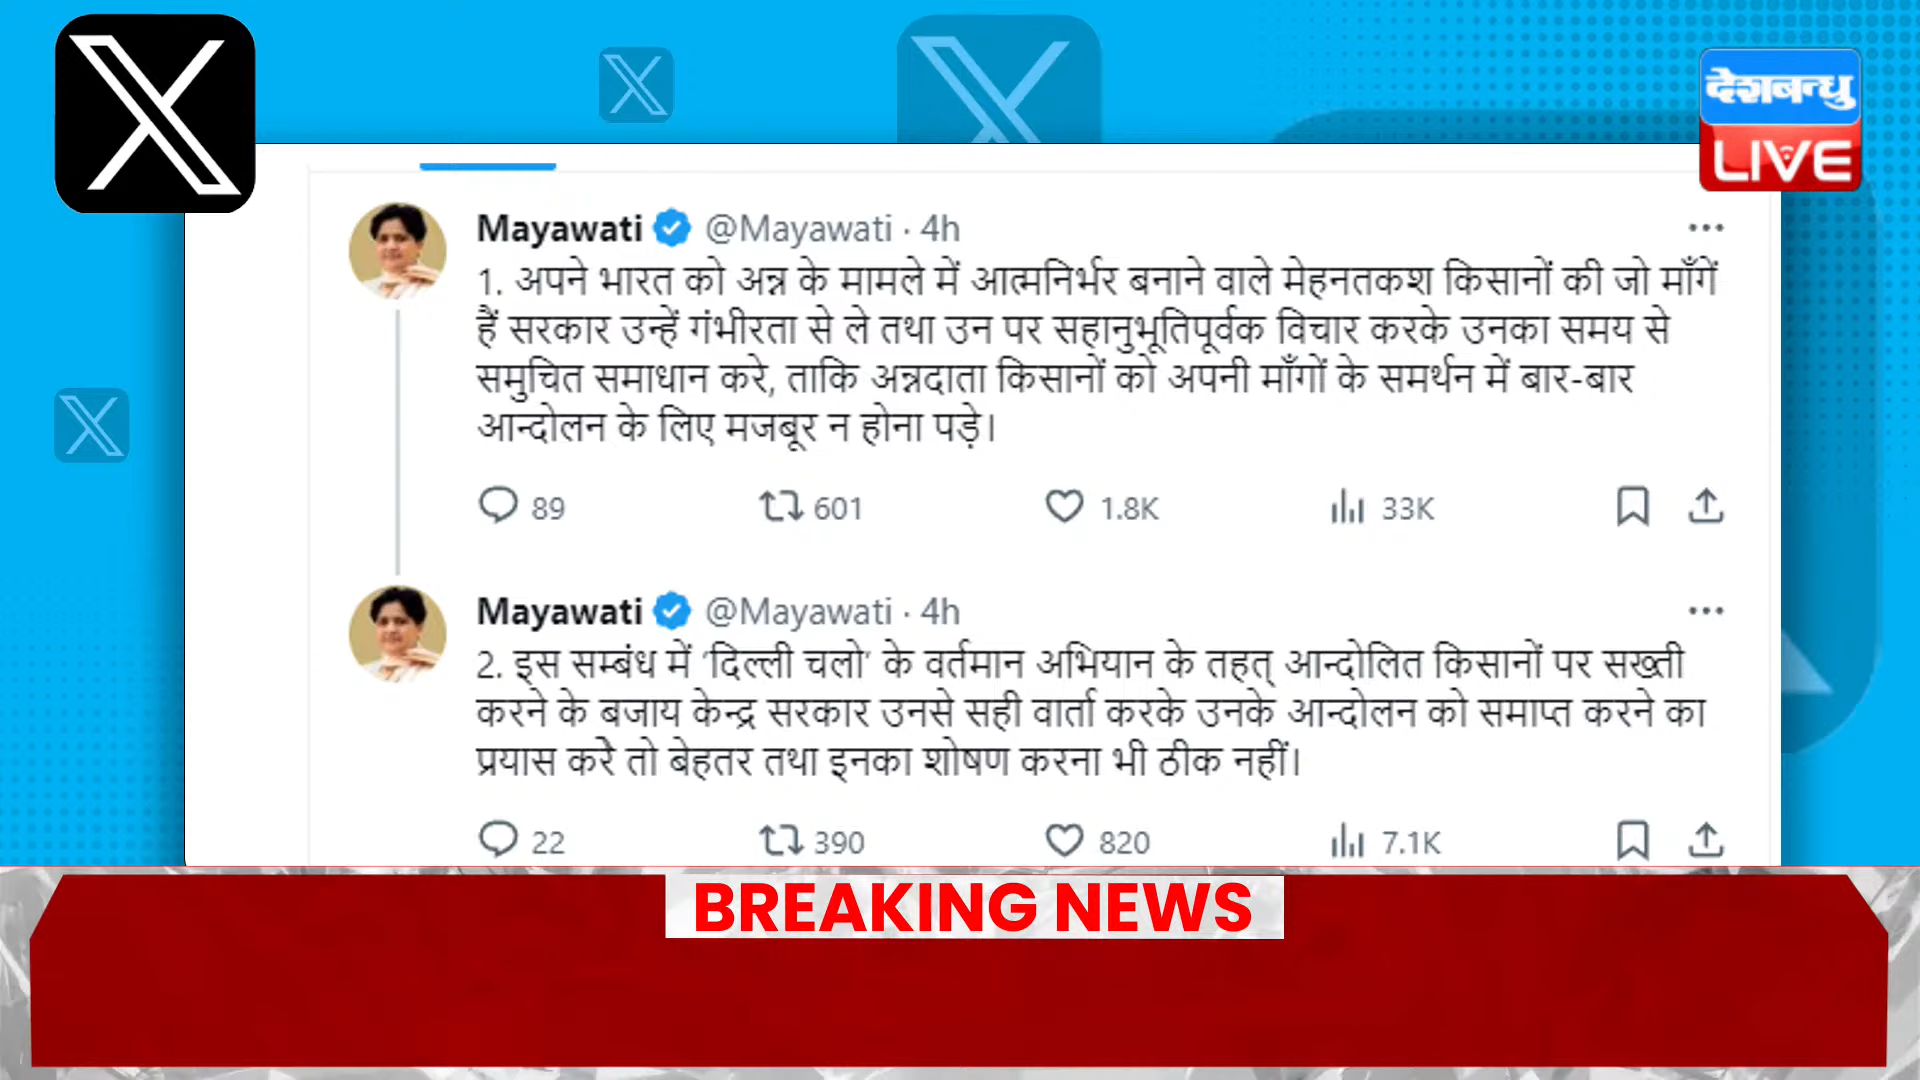 देशबन्धु
LIVE
Mayawati @Mayawati · 4h
1. अपने भारत को अन्न के मामले में आत्मनिर्भर बनाने वाले मेहनतकश किसानों की जो माँगें
हैं सरकार उन्हें गंभीरता से ले तथा उन पर सहानुभूतिपूर्वक विचार करके उनका समय से
समुचित समाधान करे, ताकि अन्नदाता किसानों को अपनी माँगों के समर्थन में बार-बार
आन्दोलन के लिए मजबूर न होना पड़े।
89 601 1.8K 33K
Mayawati @Mayawati · 4h
2. इस सम्बंध में 'दिल्ली चलो' के वर्तमान अभियान के तहत् आन्दोलित किसानों पर सख्ती
करने के बजाय केन्द्र सरकार उनसे सही वार्ता करके उनके आन्दोलन को समाप्त करने का
प्रयास करे तो बेहतर तथा इनका शोषण करना भी ठीक नहीं।
22 390 820 7.1K
BREAKING NEWS